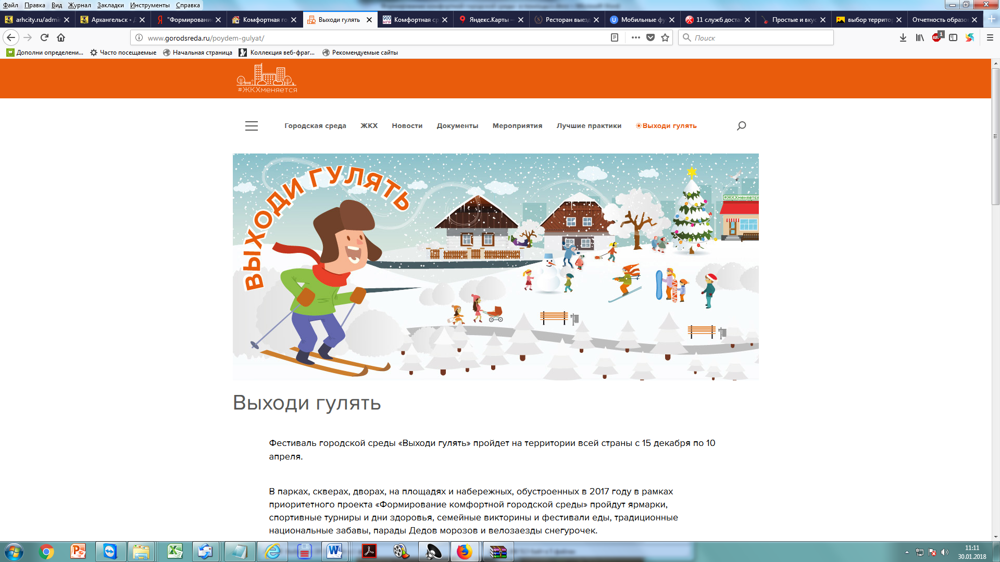 Файл Правка Вид Журнал Закладки Инструменты Справка
arhcity.ru/admi
Архангельск • Д
"Формирование
Комфортная го
Выходи гулять
Комфортная ср
Яндекс.Карты —
Ресторан выезд
Мобильные фу
11 служб доста
Простые и вкус
выбор территор
Отчетность образо
www.gorodsreda.ru/poydem-gulyat/
Поиск
1
Дополни определени...
Часто посещаемые
Начальная страница
Коллекция веб-фраг...
Рекомендуемые сайты
#ЖКХменяется
Городская среда ЖКХ Новости Документы Мероприятия Лучшие практики Выходи гулять
ВЫХОДИ ГУЛЯТЬ
#ЖКХменяется
Выходи гулять
Фестиваль городской среды «Выходи гулять» пройдет на территории всей страны с 15 декабря по 10
апреля.
В парках, скверах, дворах, на площадях и набережных, обустроенных в 2017 году в рамках
приоритетного проекта «Формирование комфортной городской среды» пройдут ярмарки,
спортивные турниры и дни здоровья, семейные викторины и фестивали еды, традиционные
национальные забавы, парады Дедов морозов и велозаезды снегурочек.
11:11
30.01.2018